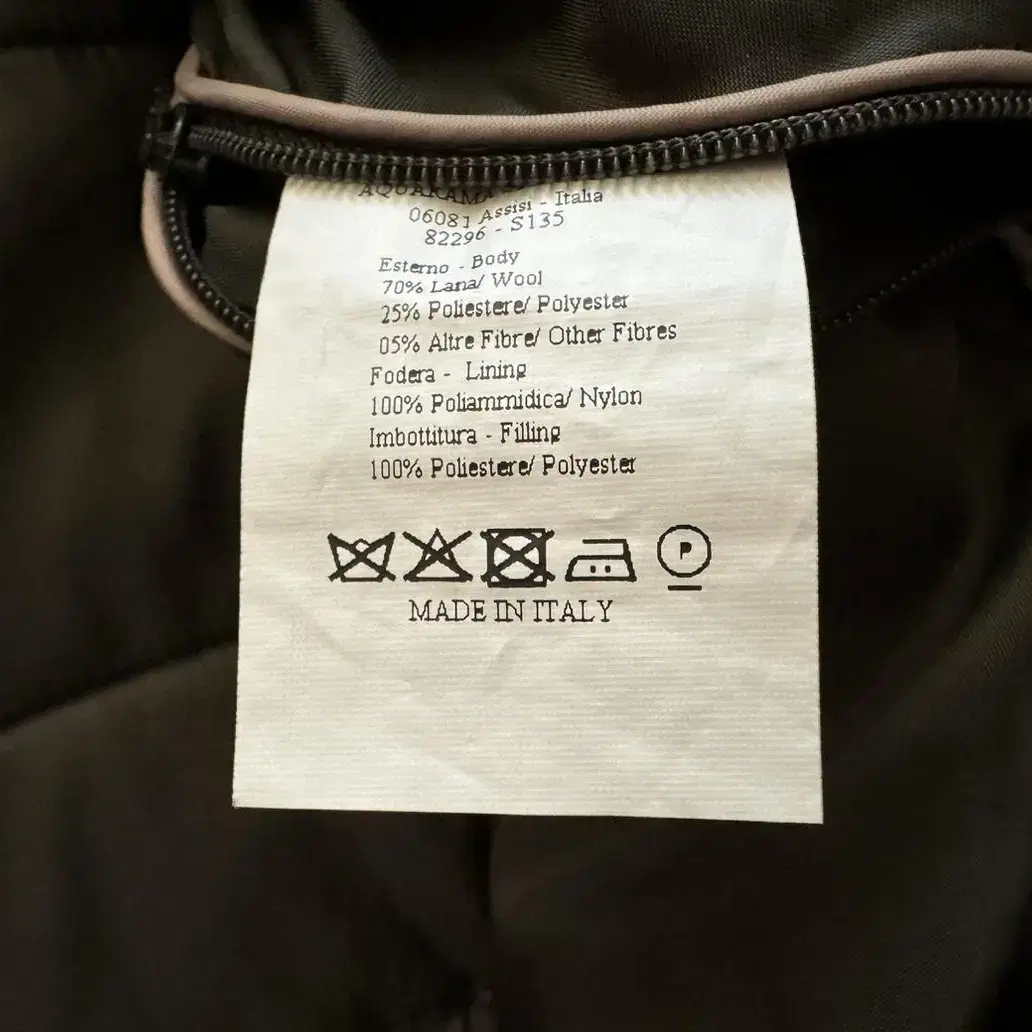 AQUARAMA
06081 Assisi - Italia
82296 - S135
Esterno - Body
70% Lana/ Wool
25% Poliestere/ Polyester
05% Altre Fibre/ Other Fibres
Fodera - Lining
100% Poliammidica/ Nylon
Imbottitura - Filling
100% Poliestere/ Polyester
P
MADE IN ITALY